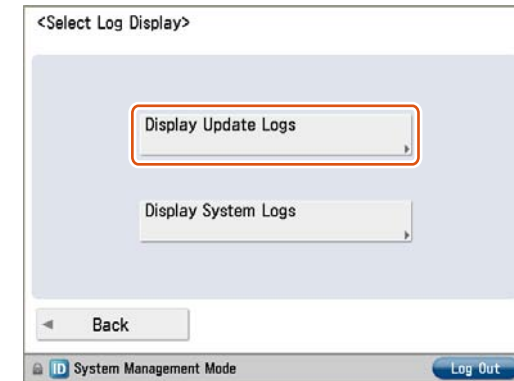 <Select Log Display>
Display Update Logs
Display System Logs
Back
ID System Management Mode
Log Out